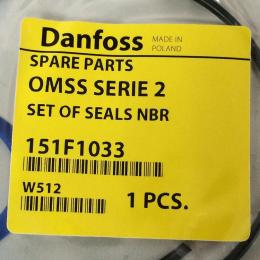 Danfoss MADE IN
POLAND
SPARE PARTS
OMSS SERIE 2
SET OF SEALS NBR
151F1033
W512
1 PCS.